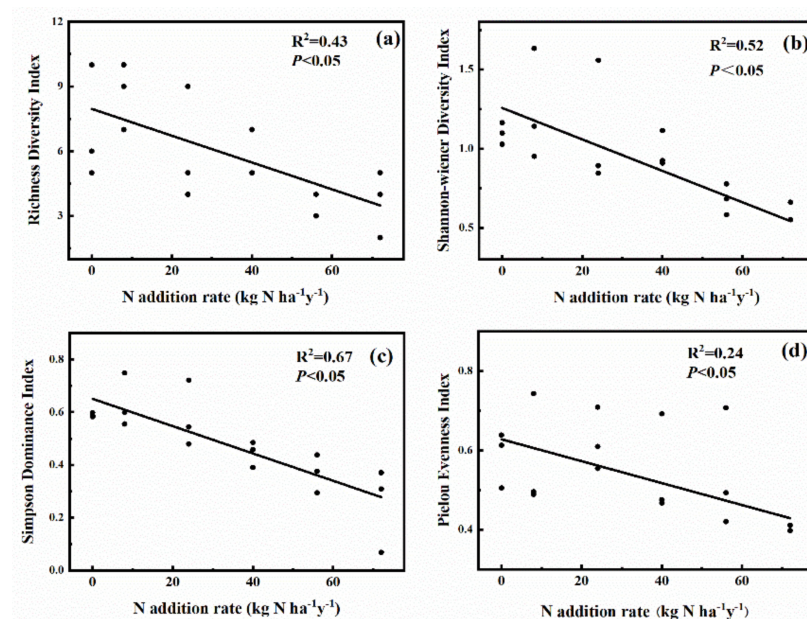 R²=0.43
P<0.05
(a)
Richness Diversity Index
12
9
6
3
0
20
40
60
N addition rate (kg N ha⁻¹y⁻¹)
R²=0.52
P<0.05
(b)
Shannon-wiener Diversity Index
1.5
1.0
0.5
0
20
40
60
N addition rate (kg N ha⁻¹y⁻¹)
R²=0.67
P<0.05
(c)
Simpson Dominance Index
0.8
0.6
0.4
0.2
0.0
0
20
40
60
N addition rate (kg N ha⁻¹y⁻¹)
R²=0.24
P<0.05
(d)
Pielou Evenness Index
0.8
0.6
0.4
0
20
40
60
N addition rate (kg N ha⁻¹y⁻¹)